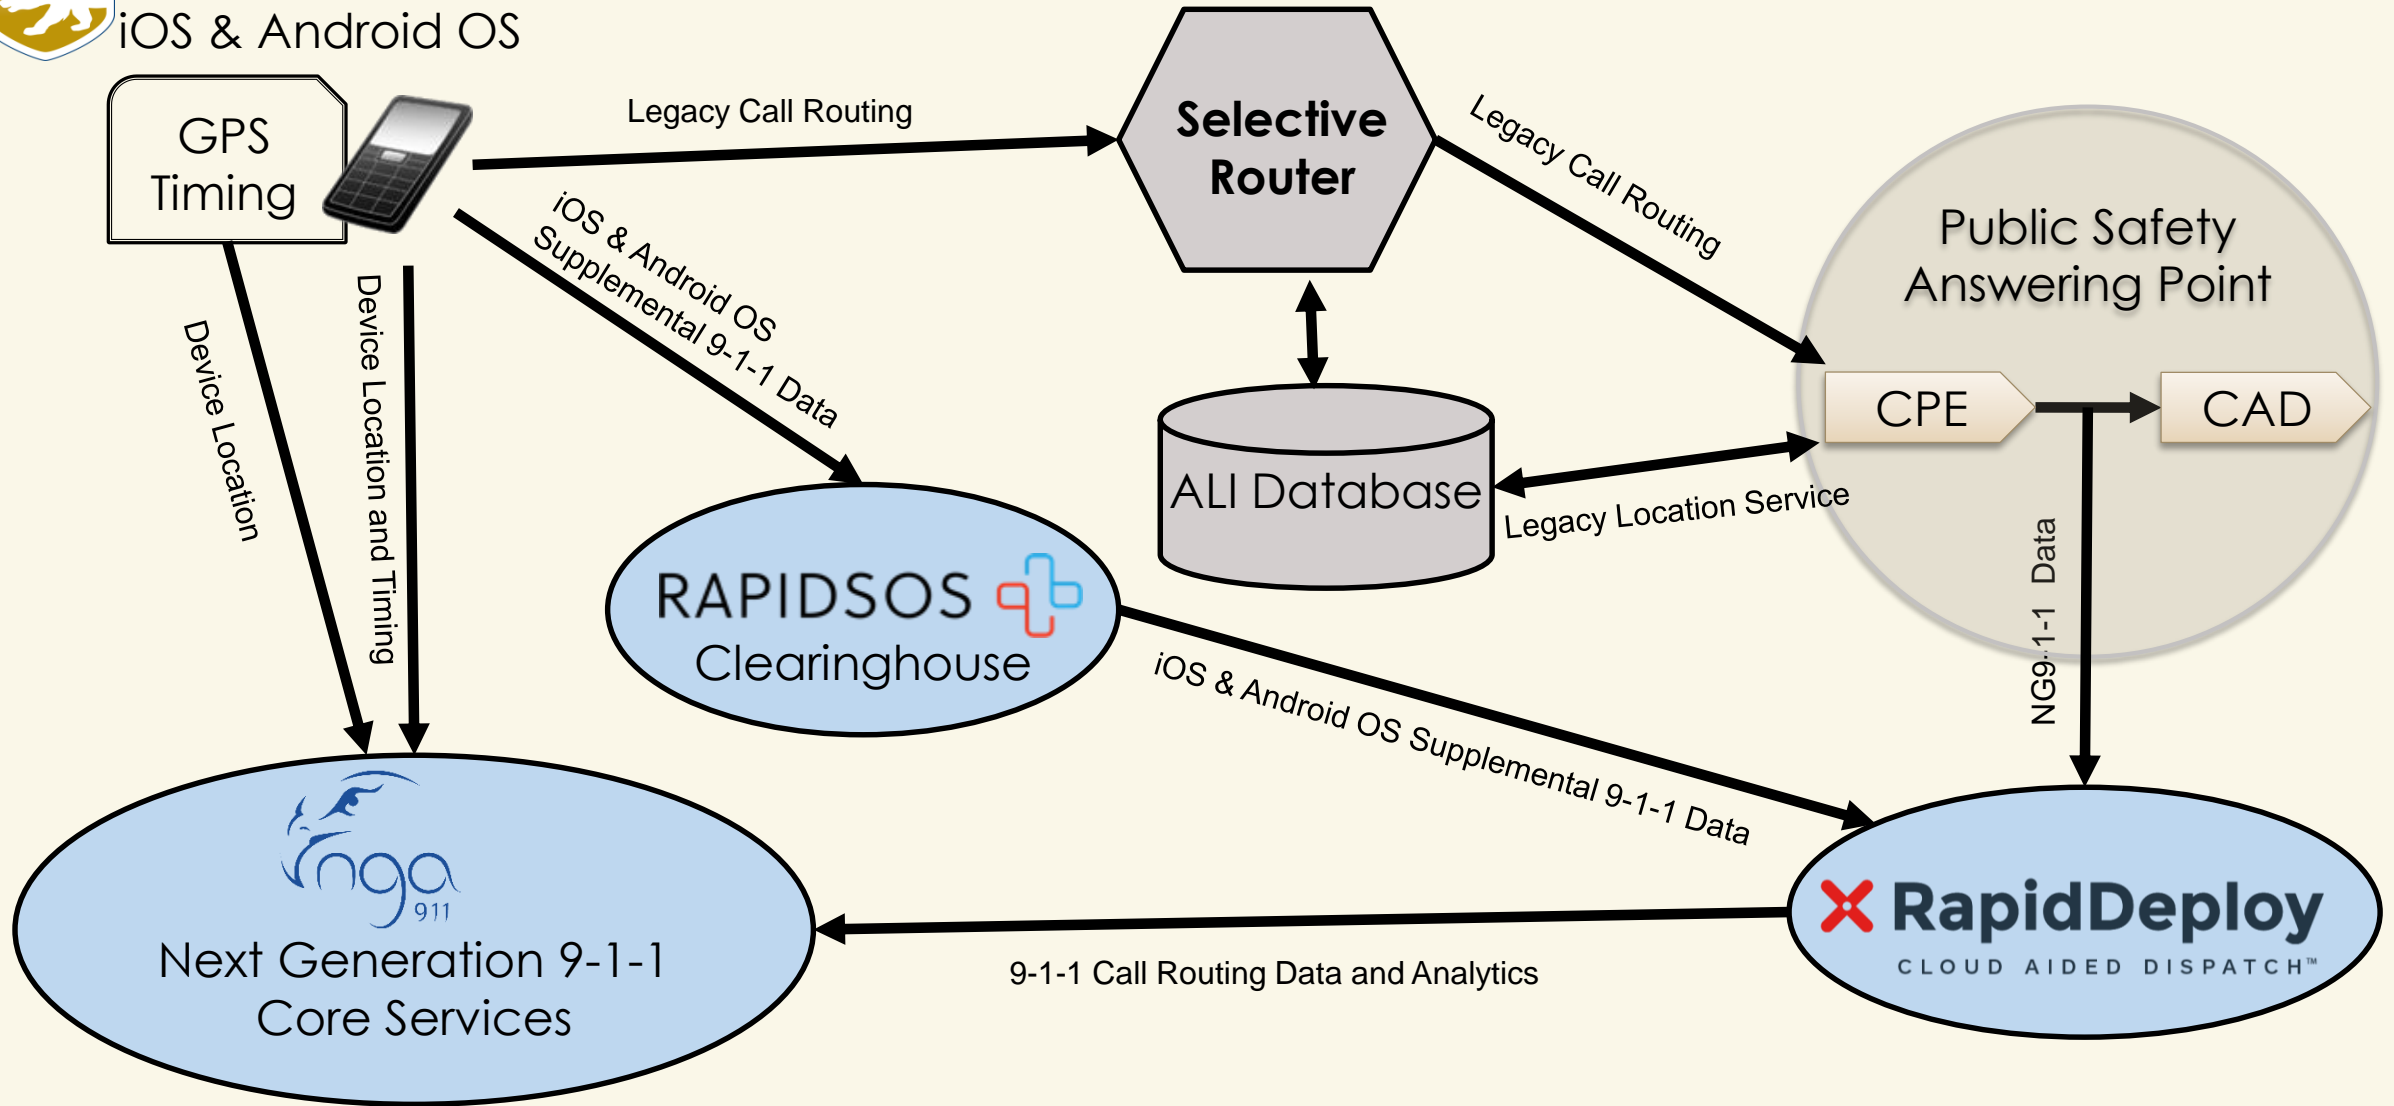 iOS & Android OS
GPS
Timing
Legacy Call Routing
Selective
Router
Legacy Call Routing
Public Safety
Answering Point
iOS & Android OS
Supplemental 9-1-1 Data
Device Location
Device Location and Timing
CPE
CAD
ALI Database
Legacy Location Service
NG9-1-1 Data
RAPIDSOS
Clearinghouse
iOS & Android OS Supplemental 9-1-1 Data
nga
911
Next Generation 9-1-1
Core Services
9-1-1 Call Routing Data and Analytics
RapidDeploy
CLOUD AIDED DISPATCH™